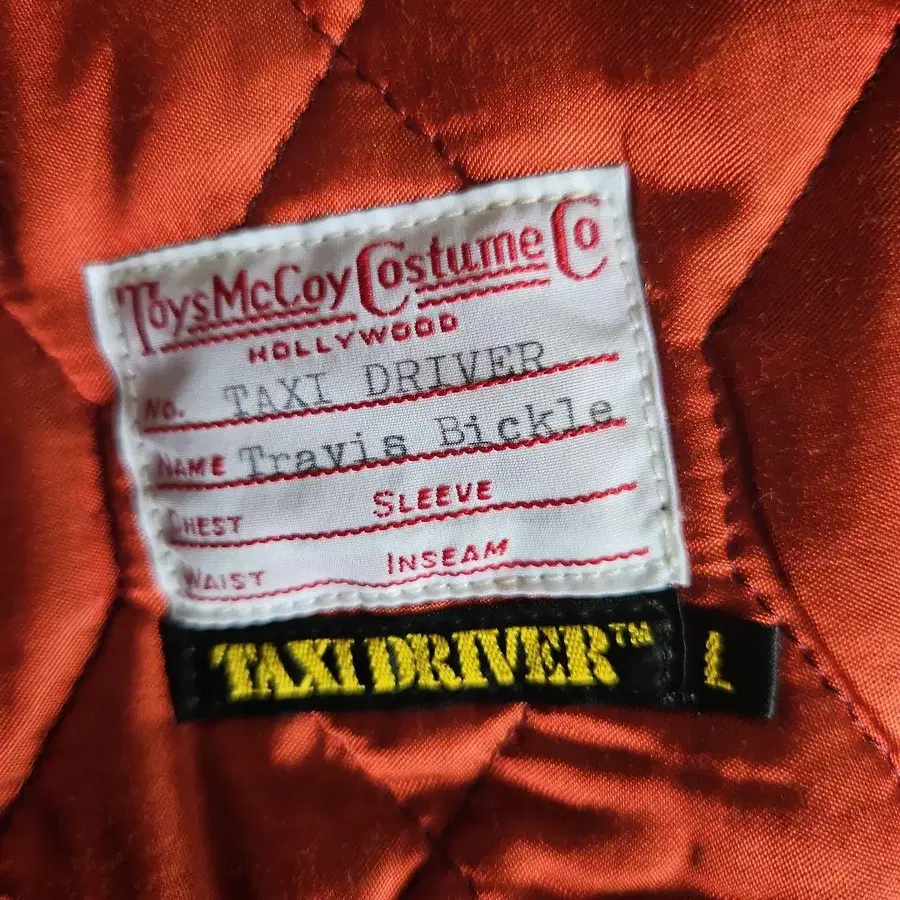 ToysMcCoy Costume Co
HOLLYWOOD
No. TAXI DRIVER
NAME Travis Bickle
CHEST SLEEVE
WAIST INSEAM
TAXI DRIVER™